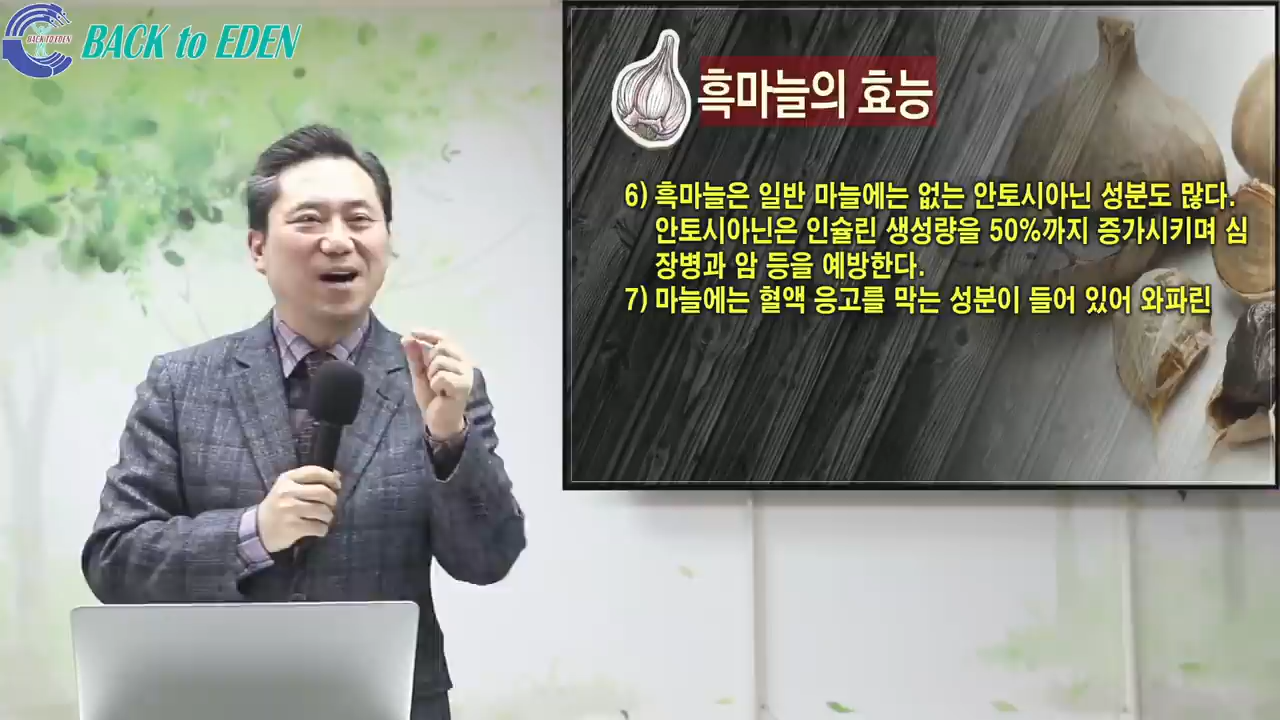 BACK TO EDEN
BACK to EDEN
흑마늘의 효능
6) 흑마늘은 일반 마늘에는 없는 안토시아닌 성분도 많다.
안토시아닌은 인슐린 생성량을 50%까지 증가시키며 심
장병과 암 등을 예방한다.
7) 마늘에는 혈액 응고를 막는 성분이 들어 있어 와파린